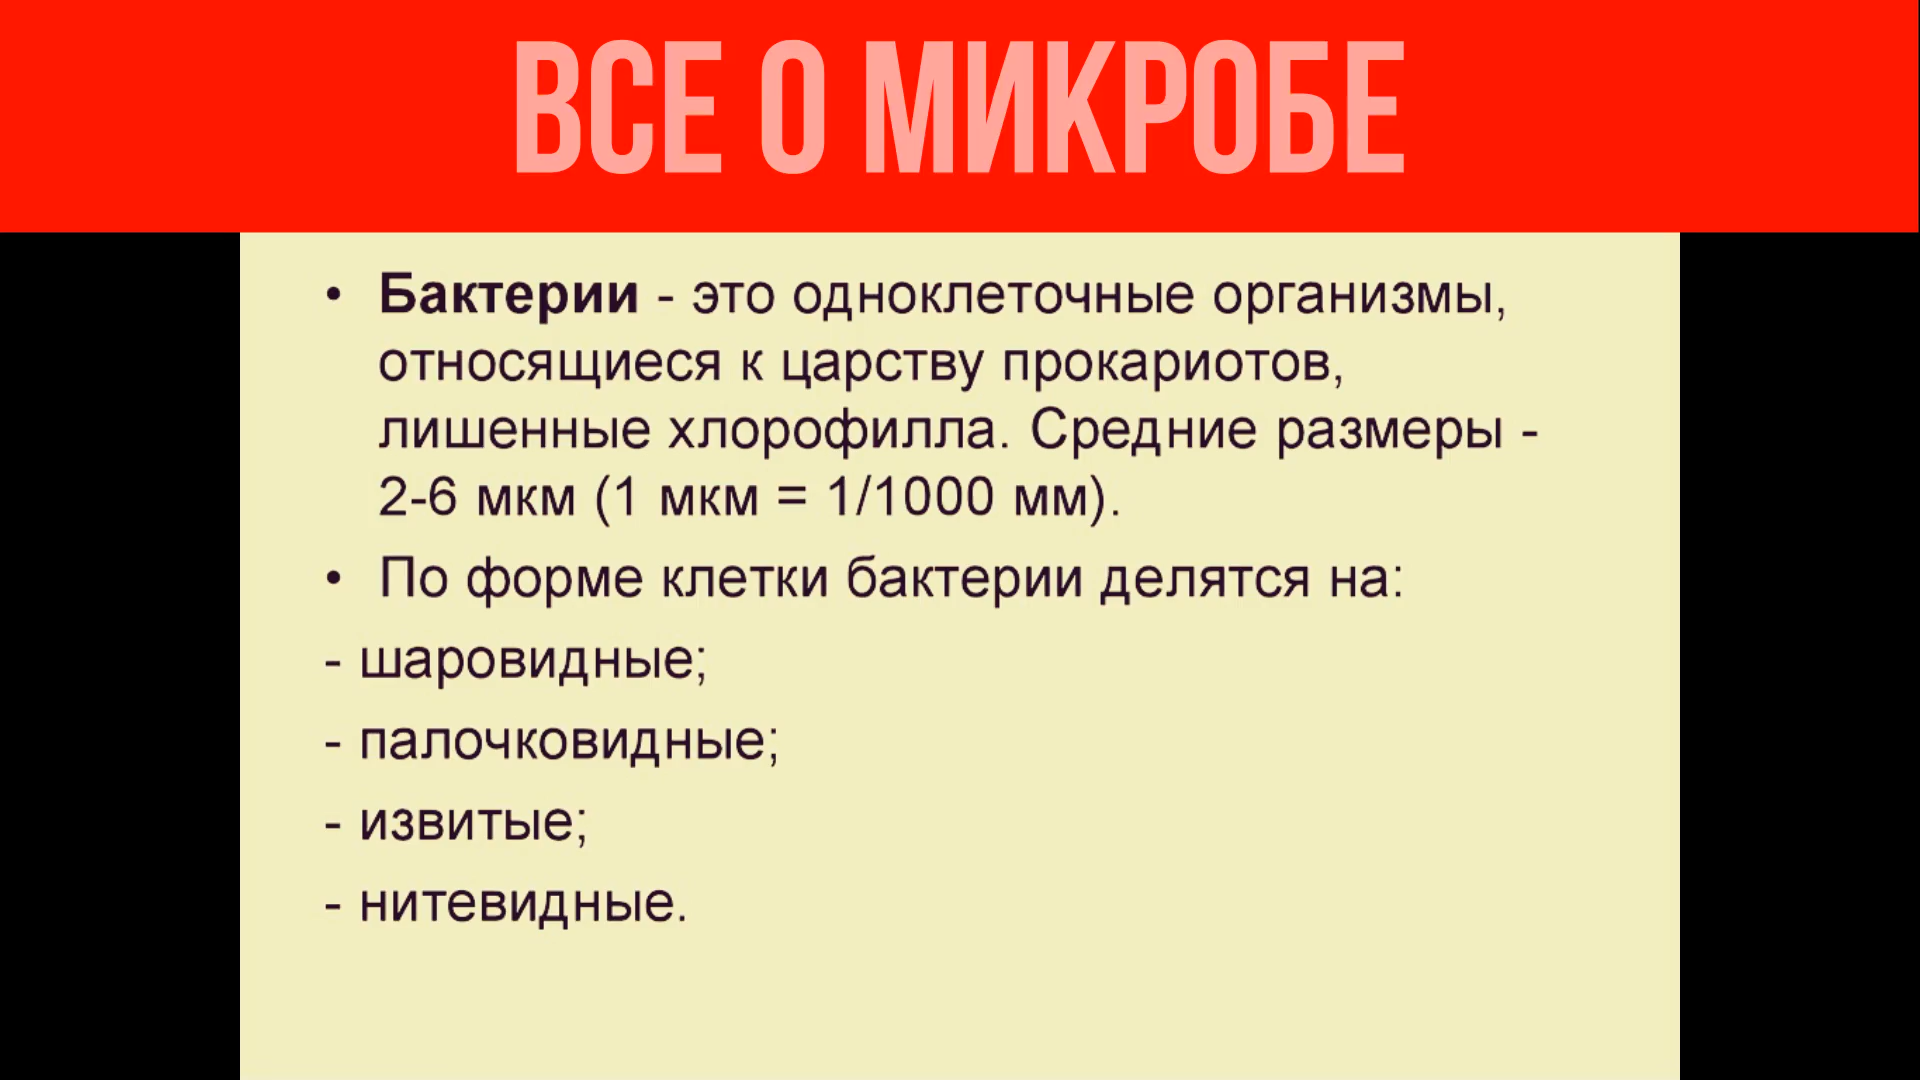 ВСЕ О МИКРОБЕ
• Бактерии - это одноклеточные организмы,
относящиеся к царству прокариотов,
лишенные хлорофилла. Средние размеры -
2-6 мкм (1 мкм = 1/1000 мм).
• По форме клетки бактерии делятся на:
- шаровидные;
- палочковидные;
- извитые;
- нитевидные.